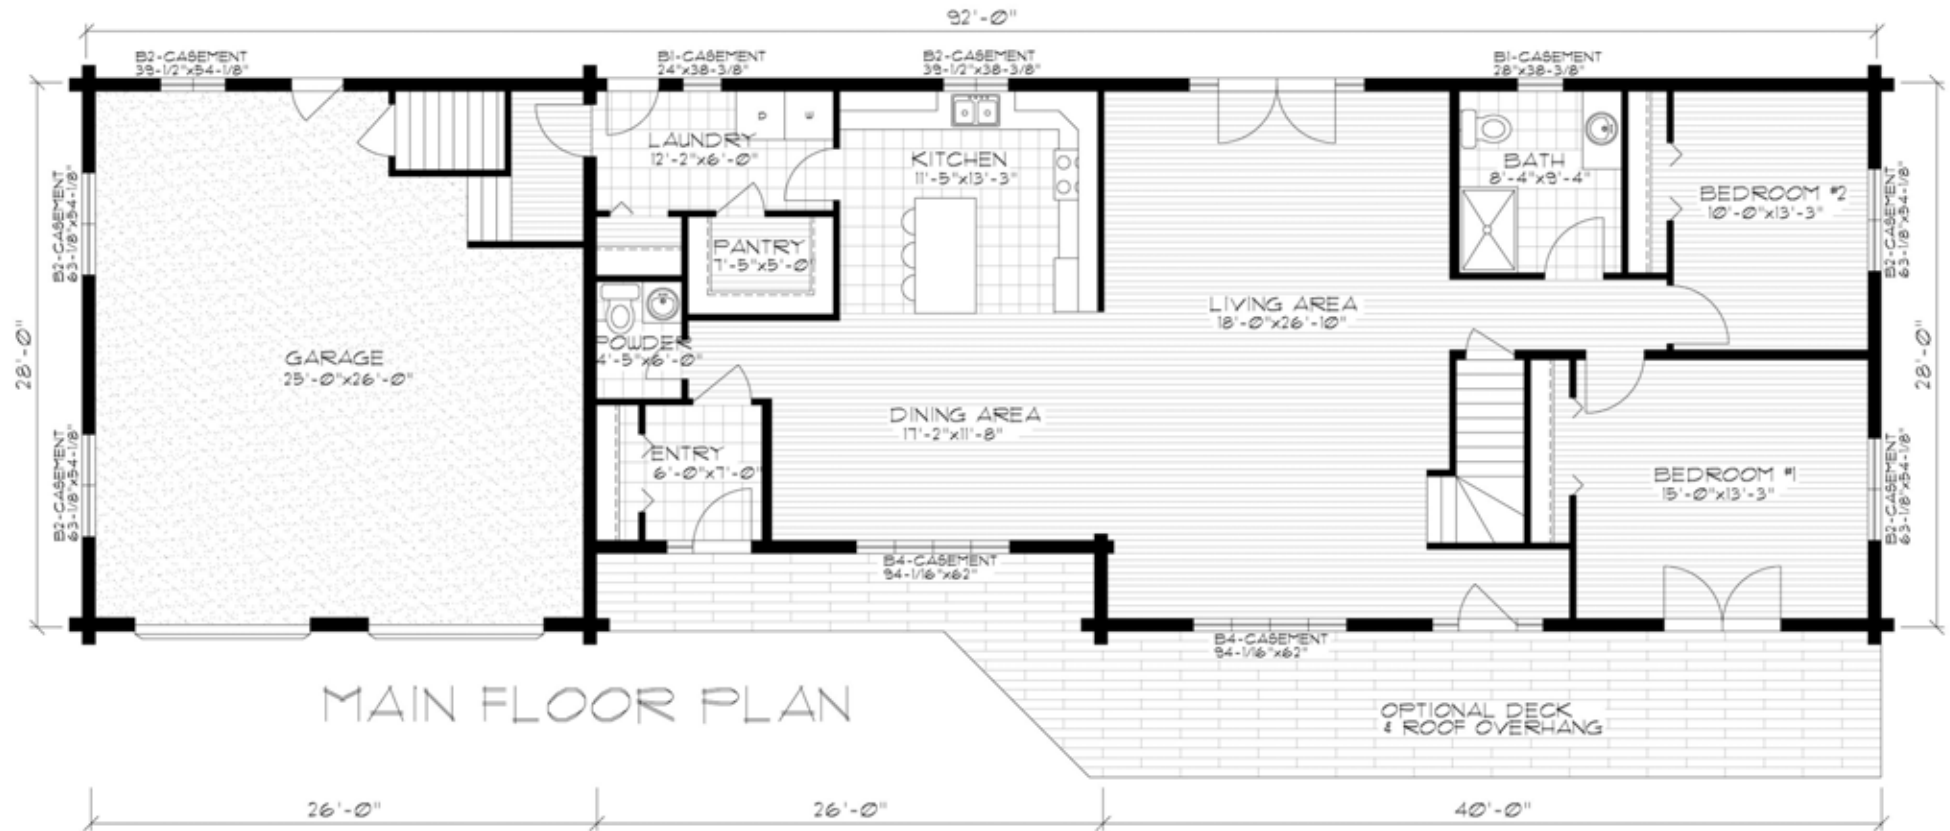 92'-0"
B2-CASEMENT
39-1/2"x54-1/8"
B1-CASEMENT
24"x38-3/8"
B2-CASEMENT
39-1/2"x38-3/8"
B1-CASEMENT
28"x38-3/8"
D
W
LAUNDRY
12'-2"x6'-0"
KITCHEN
11'-5"x13'-3"
BATH
8'-4"x9'-4"
BEDROOM #2
10'-0"x13'-3"
B2-CASEMENT
63-1/8"x54-1/8"
B2-CASEMENT
63-1/8"x54-1/8"
PANTRY
7'-5"x5'-0"
LIVING AREA
18'-0"x26'-10"
28'-0"
GARAGE
25'-0"x26'-0"
POWDER
4'-5"x6'-0"
28'-0"
DINING AREA
17'-2"x11'-8"
ENTRY
6'-0"x7'-0"
BEDROOM #1
15'-0"x13'-3"
B2-CASEMENT
63-1/8"x54-1/8"
B2-CASEMENT
63-1/8"x54-1/8"
B4-CASEMENT
94-1/16"x62"
B4-CASEMENT
94-1/16"x62"
MAIN FLOOR PLAN
OPTIONAL DECK
& ROOF OVERHANG
26'-0"
26'-0"
40'-0"